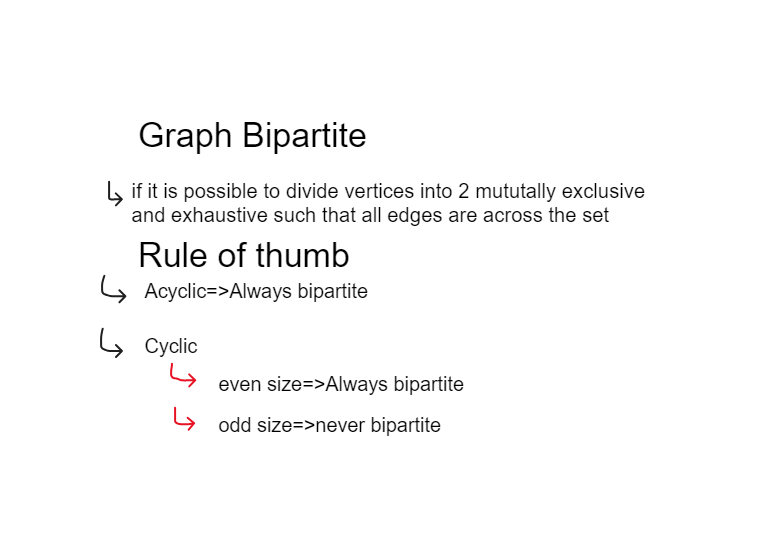 Graph Bipartite
if it is possible to divide vertices into 2 mututally exclusive
and exhaustive such that all edges are across the set
Rule of thumb
Acyclic=>Always bipartite
Cyclic
even size=>Always bipartite
odd size=>never bipartite